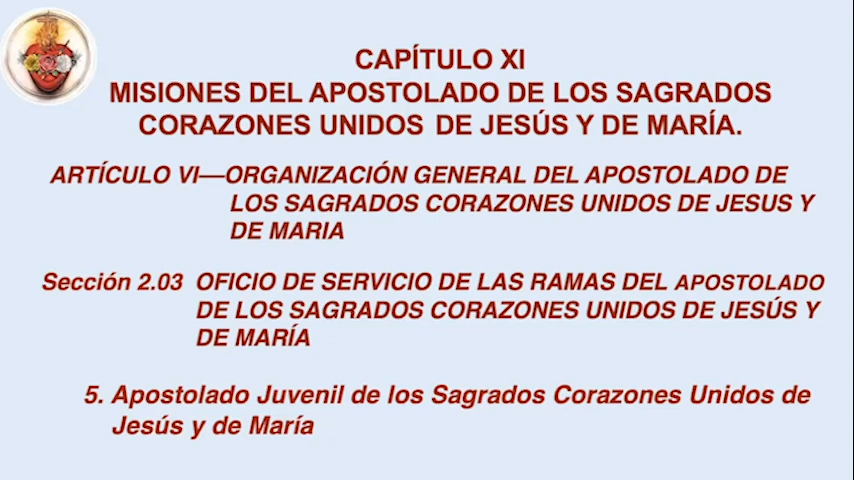 CAPÍTULO XI
MISIONES DEL APOSTOLADO DE LOS SAGRADOS
CORAZONES UNIDOS DE JESÚS Y DE MARÍA.
ARTÍCULO VI—ORGANIZACIÓN GENERAL DEL APOSTOLADO DE
LOS SAGRADOS CORAZONES UNIDOS DE JESUS Y
DE MARIA
Sección 2.03 OFICIO DE SERVICIO DE LAS RAMAS DEL APOSTOLADO
DE LOS SAGRADOS CORAZONES UNIDOS DE JESÚS Y
DE MARÍA
5. Apostolado Juvenil de los Sagrados Corazones Unidos de
Jesús y de María